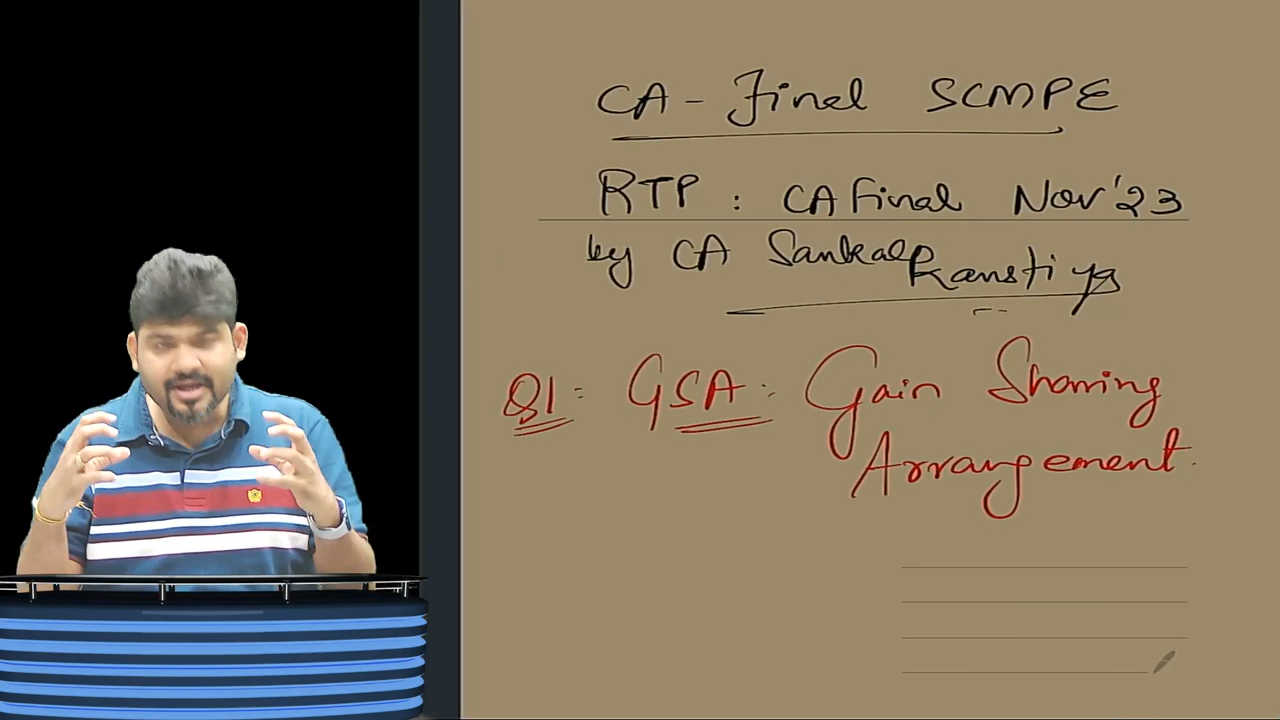 CA - Final SCMPE
RTP : CA Final Nov'23
by CA Sankalp Kanstiya
Q1: GSA: Gain Sharing
Arrangement.